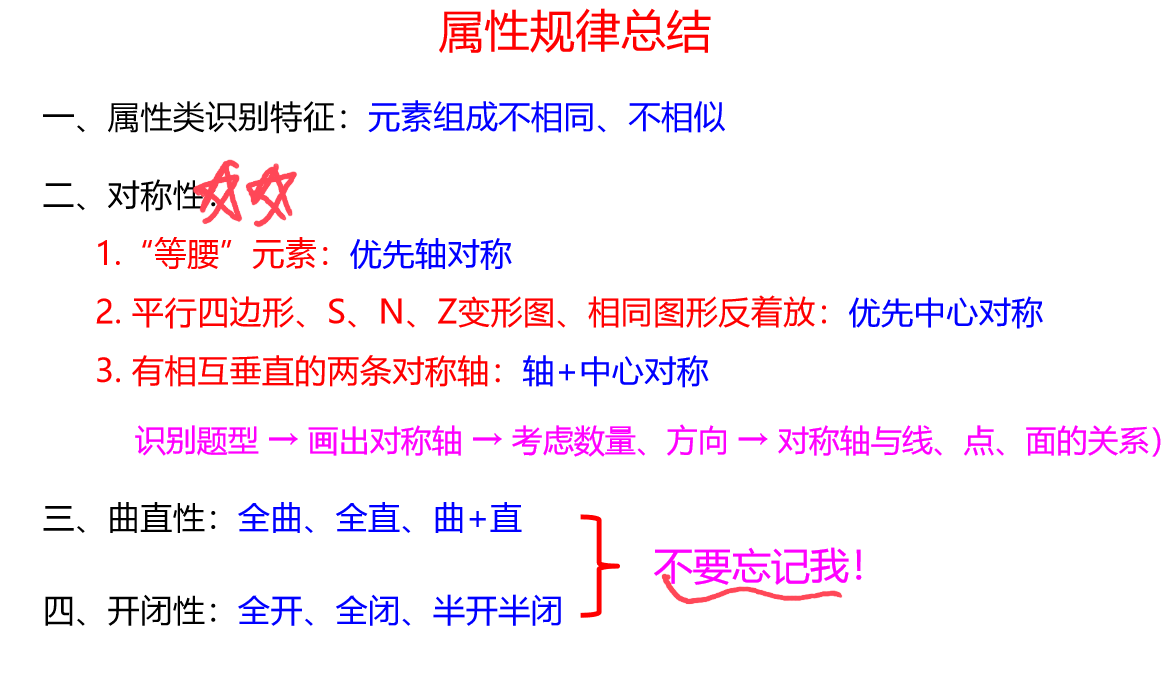 属性规律总结
一、属性类识别特征：元素组成不相同、不相似
二、对称性：
1.“等腰”元素：优先轴对称
2. 平行四边形、S、N、Z变形图、相同图形反着放：优先中心对称
3. 有相互垂直的两条对称轴：轴+中心对称
识别题型 → 画出对称轴 → 考虑数量、方向 → 对称轴与线、点、面的关系）
三、曲直性：全曲、全直、曲+直
不要忘记我！
四、开闭性：全开、全闭、半开半闭